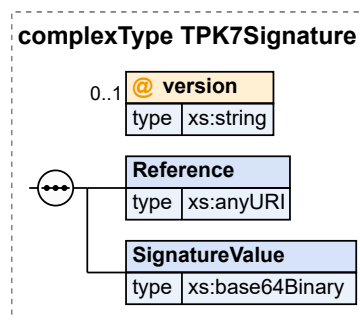 complexType TPK7Signature
0..1 @ version
type xs:string
Reference
type xs:anyURI
SignatureValue
type xs:base64Binary